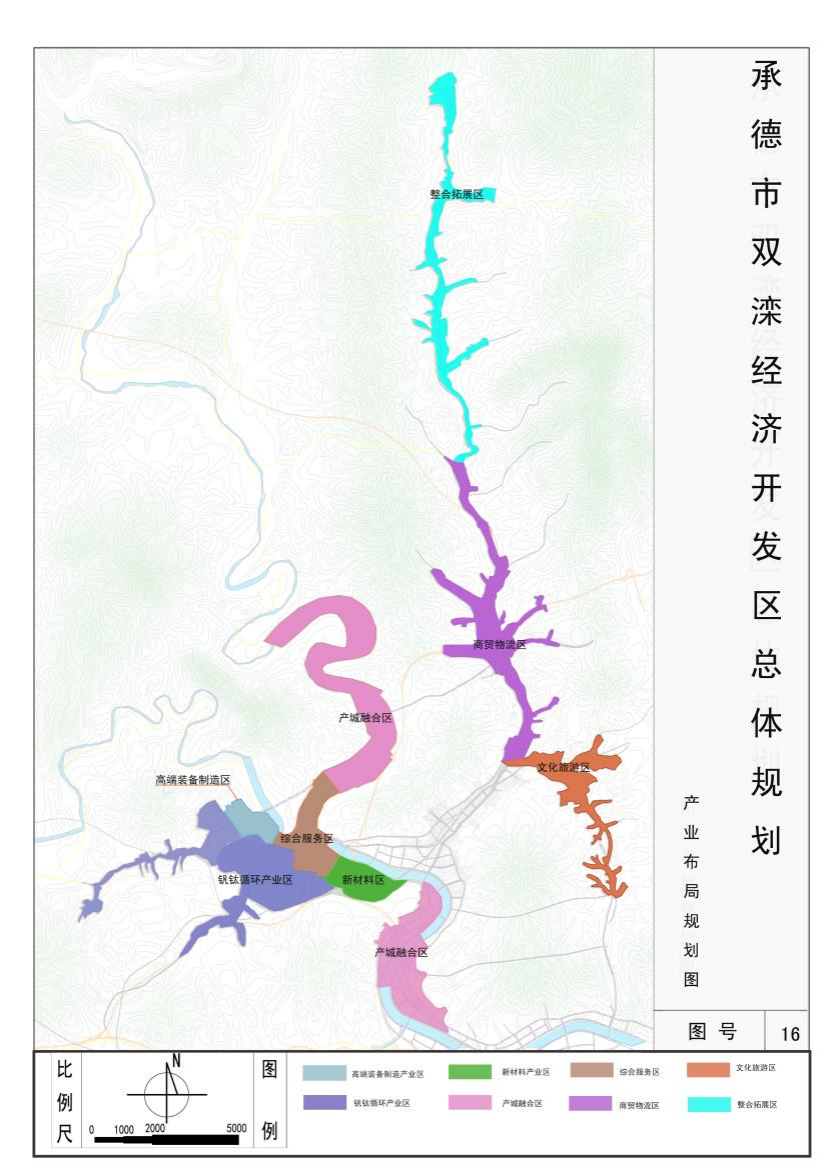 承德市双滦经济开发区总体规划
产业布局规划图
图号 16
整合拓展区
商贸物流区
产城融合区
文化旅游区
高端装备制造区
综合服务区
钒钛循环产业区
新材料区
产城融合区
比例尺
N
0 1000 2000 5000
图例
高端装备制造产业区
新材料产业区
综合服务区
文化旅游区
钒钛循环产业区
产城融合区
商贸物流区
整合拓展区